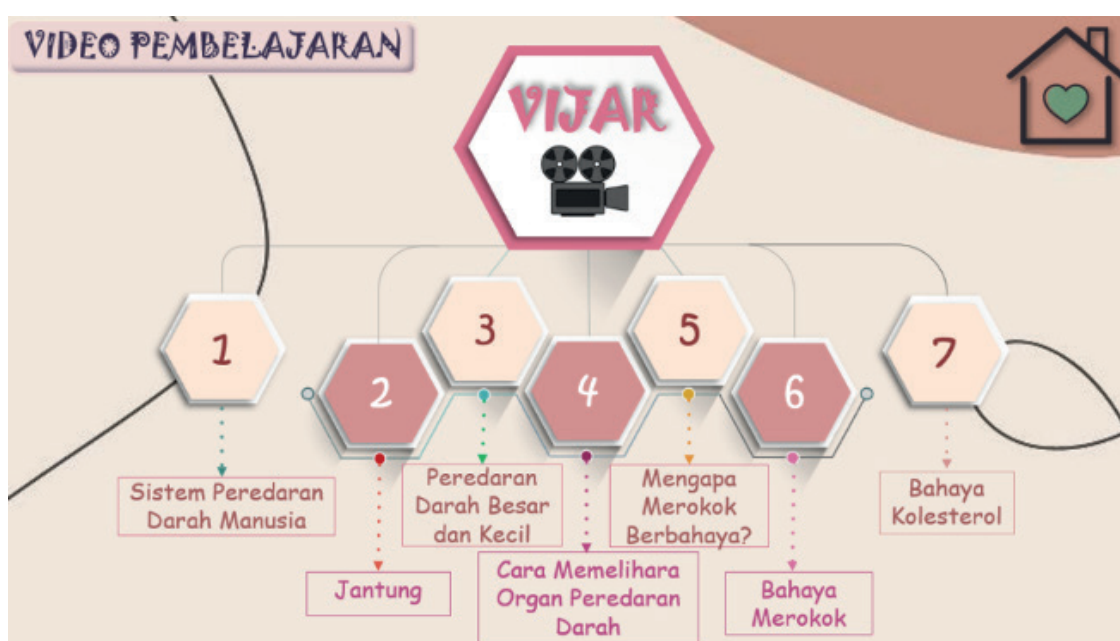 VIDEO PEMBELAJARAN
VIJAR
1
2
3
4
5
6
7
Sistem Peredaran
Darah Manusia
Jantung
Peredaran
Darah Besar
dan Kecil
Cara Memelihara
Organ Peredaran
Darah
Mengapa
Merokok
Berbahaya?
Bahaya
Merokok
Bahaya
Kolesterol